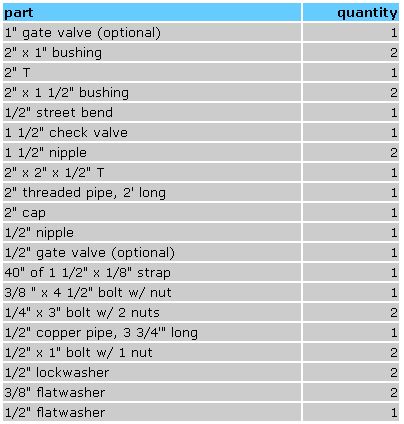 part quantity
1" gate valve (optional) 1
2" x 1" bushing 2
2" T 1
2" x 1 1/2" bushing 2
1/2" street bend 1
1 1/2" check valve 1
1 1/2" nipple 2
2" x 2" x 1/2" T 1
2" threaded pipe, 2' long 1
2" cap 1
1/2" nipple 1
1/2" gate valve (optional) 1
40" of 1 1/2" x 1/8" strap 1
3/8 " x 4 1/2" bolt w/ nut 1
1/4" x 3" bolt w/ 2 nuts 2
1/2" copper pipe, 3 3/4'" long 1
1/2" x 1" bolt w/ 1 nut 2
1/2" lockwasher 2
3/8" flatwasher 2
1/2" flatwasher 1